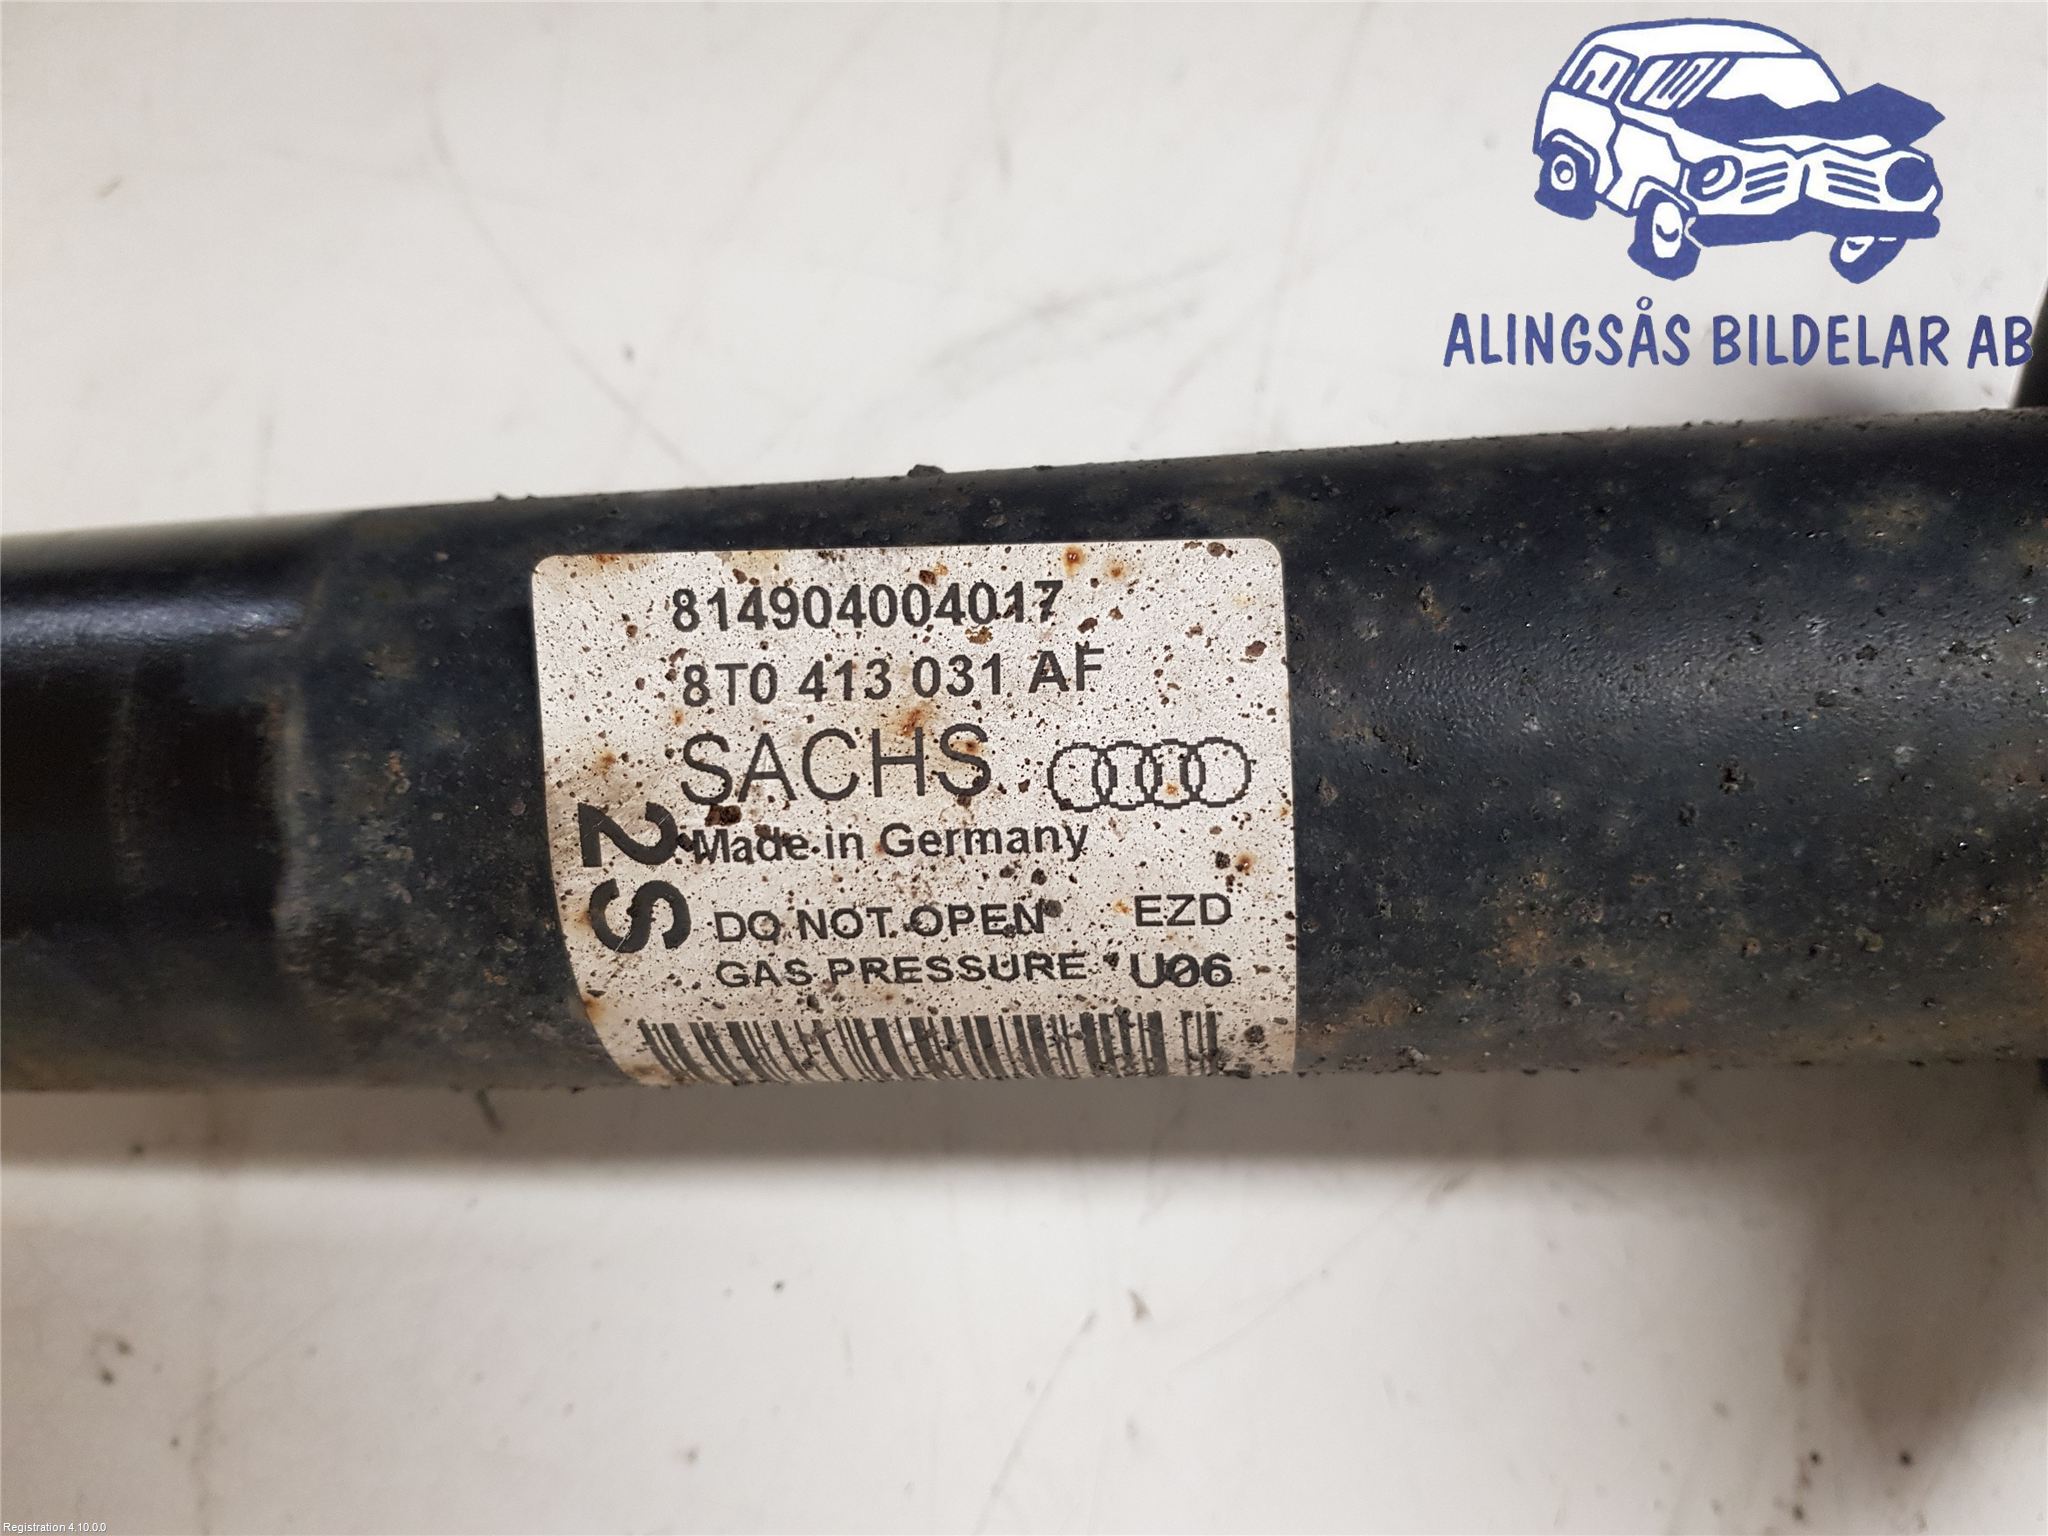 ALINGSÅS BILDELAR AB
814904004017
8T0 413 031 AF
SACHS
Made in Germany
2S
DO NOT OPEN EZD
GAS PRESSURE U06
Registration 4.10.0.0